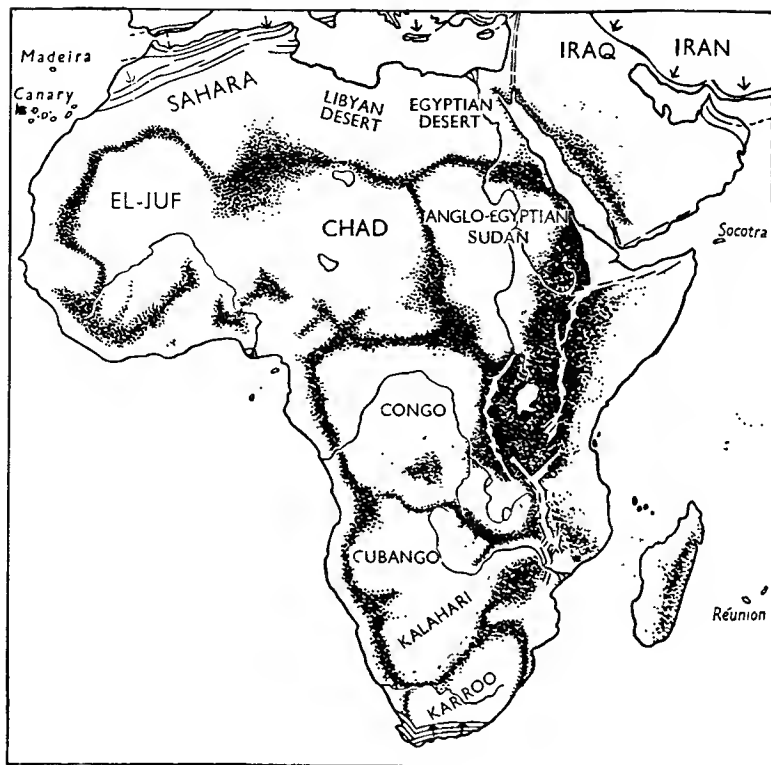 Madeira
Canary
SAHARA
LIBYAN
DESERT
EGYPTIAN
DESERT
IRAQ
IRAN
EL-JUF
CHAD
ANGLO-EGYPTIAN
SUDAN
Socotra
CONGO
CUBANGO
KALAHARI
KARROO
Réunion